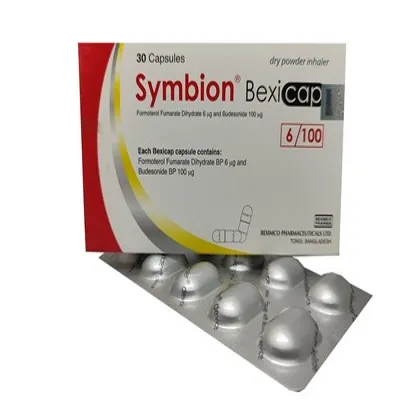 30 Capsules
dry powder inhaler
Symbion® Bexicap
6/100
Formoterol Fumarate Dihydrate 6 µg and Budesonide 100 µg
Each Bexicap capsule contains:
Formoterol Fumarate Dihydrate BP 6 µg and
Budesonide BP 100 µg
BEXIMCO PHARMACEUTICALS LTD.
TONGI, BANGLADESH